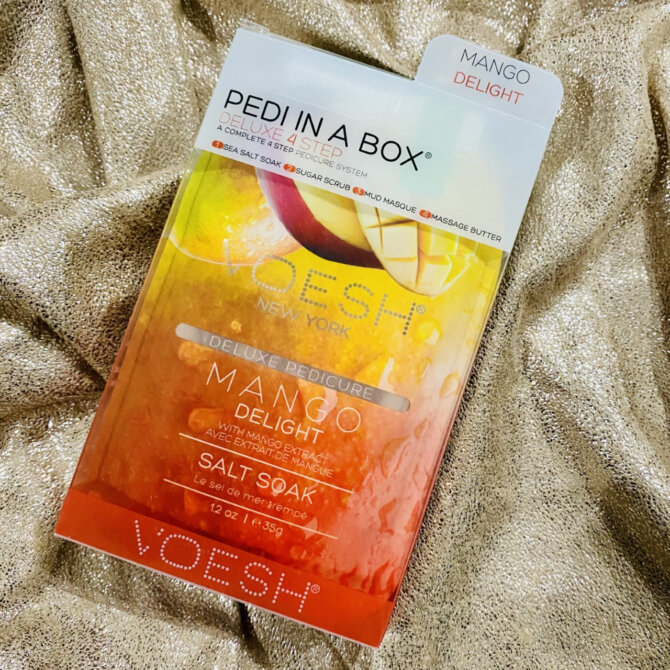 MANGO
DELIGHT
PEDI IN A BOX®
DELUXE 4 STEP
A COMPLETE 4 STEP PEDICURE SYSTEM
1 SEA SALT SOAK 2 SUGAR SCRUB 3 MUD MASQUE 4 MASSAGE BUTTER
VOESH®
NEW YORK
DELUXE PEDICURE
MANGO
DELIGHT
WITH MANGO EXTRACT
AVEC EXTRAIT DE MANGUE
SALT SOAK
Le sel de mer trempé
1.2 oz | e 35g
VOESH®